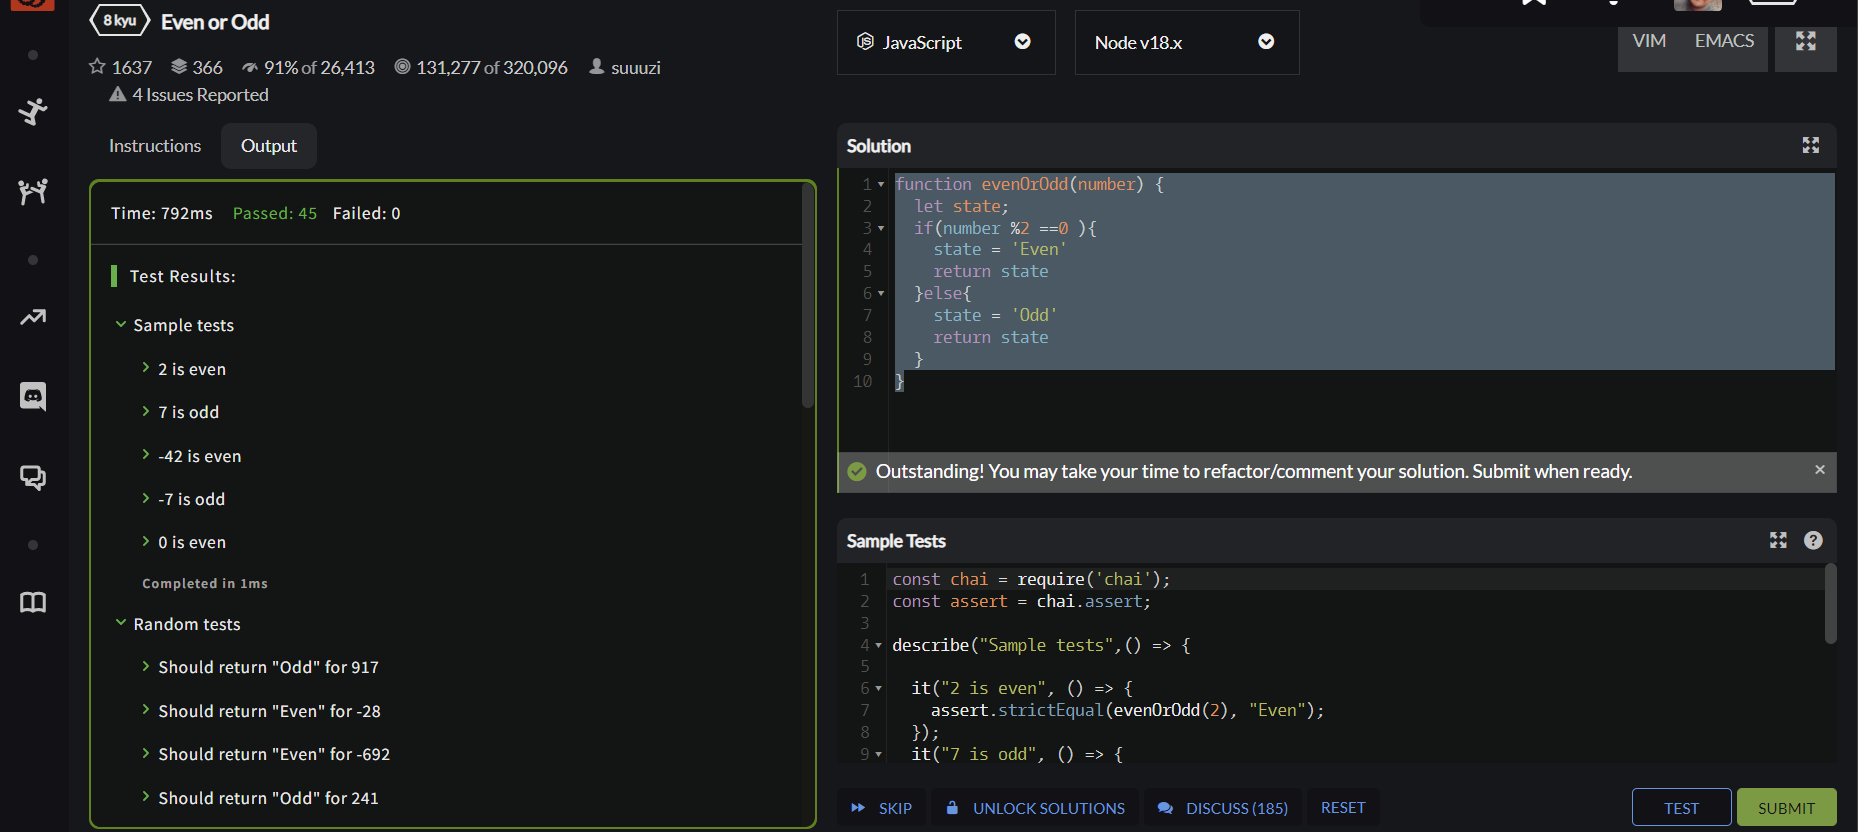 8 kyu
Even or Odd
1637 366 91% of 26,413 131,277 of 320,096 suuuzi
4 Issues Reported
Instructions Output
Time: 792ms Passed: 45 Failed: 0
Test Results:
Sample tests
2 is even
7 is odd
-42 is even
-7 is odd
0 is even
Completed in 1ms
Random tests
Should return "Odd" for 917
Should return "Even" for -28
Should return "Even" for -692
Should return "Odd" for 241
JS JavaScript
Node v18.x
VIM EMACS
Solution
1 function evenOrOdd(number) {
2 let state;
3 if(number %2 ==0 ){
4 state = 'Even'
5 return state
6 }else{
7 state = 'Odd'
8 return state
9 }
10 }
Outstanding! You may take your time to refactor/comment your solution. Submit when ready. ×
Sample Tests
?
1 const chai = require('chai');
2 const assert = chai.assert;
3
4 describe("Sample tests",() => {
5
6 it("2 is even", () => {
7 assert.strictEqual(evenOrOdd(2), "Even");
8 });
9 it("7 is odd", () => {
SKIP UNLOCK SOLUTIONS DISCUSS (185) RESET TEST SUBMIT